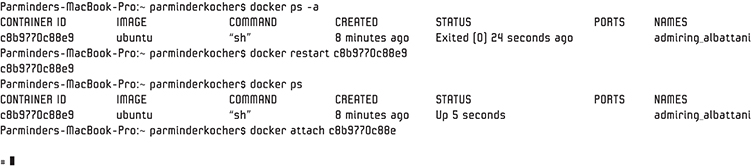 Parminders-MacBook-Pro:~ parminderkocher$ docker ps -a
CONTAINER ID IMAGE COMMAND CREATED STATUS PORTS NAMES
c8b9770c88e9 ubuntu “sh” 8 minutes ago Exited (0) 24 seconds ago admiring_albattani
Parminders-MacBook-Pro:~ parminderkocher$ docker restart c8b9770c88e9
c8b9770c88e9
Parminders-MacBook-Pro:~ parminderkocher$ docker ps
CONTAINER ID IMAGE COMMAND CREATED STATUS PORTS NAMES
c8b9770c88e9 ubuntu “sh” 8 minutes ago Up 5 seconds admiring_albattani
Parminders-MacBook-Pro:~ parminderkocher$ docker attach c8b9770c88e